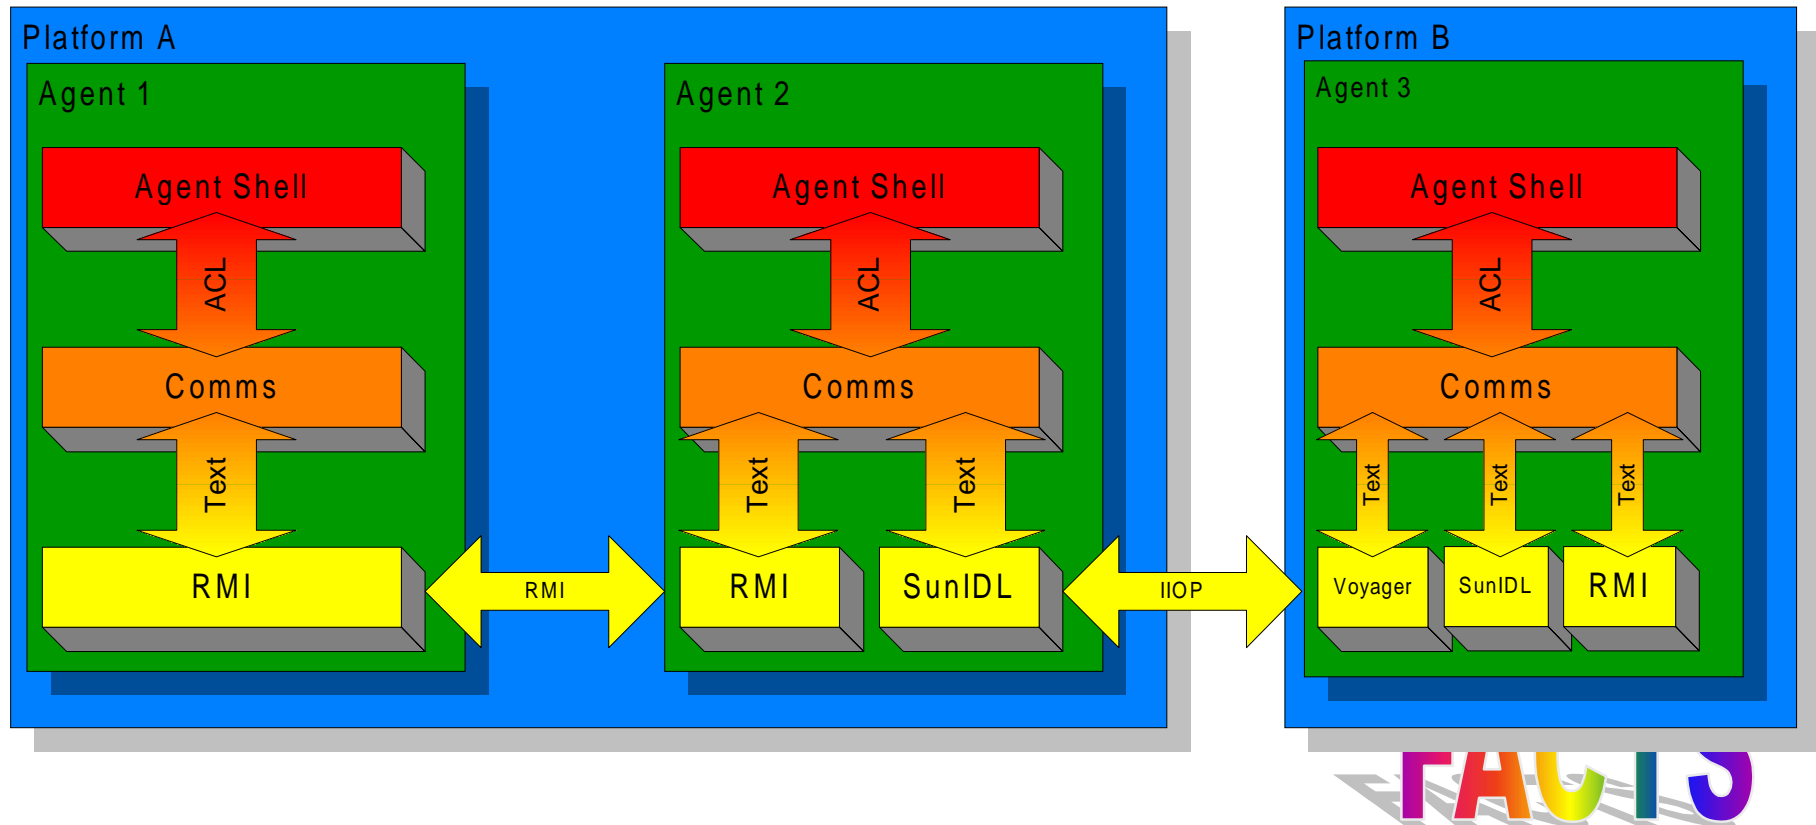 Platform A
Agent 1
Agent Shell
ACL
Comms
Text
RMI
RMI
Agent 2
Agent Shell
ACL
Comms
Text
Text
RMI
SunIDL
IIOP
Platform B
Agent 3
Agent Shell
ACL
Comms
Text
Text
Text
Voyager
SunIDL
RMI
FACTS